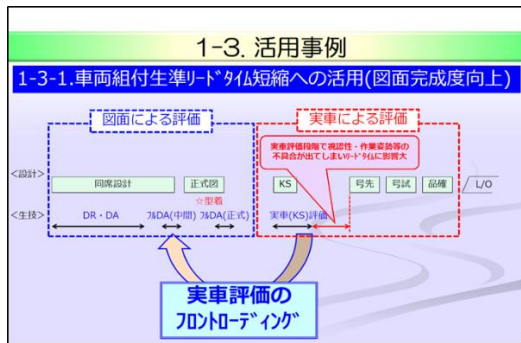 1-3. 活用事例
1-3-1.車両組付生準ﾘｰﾄﾞﾀｲﾑ短縮への活用(図面完成度向上)
図面による評価
実車による評価
実車評価段階で視認性・作業姿勢等の
不具合が出てしまいﾘｰﾄﾞﾀｲﾑに影響大
<設計>
同席設計
正式図
KS
号先
号試
品確
L/O
☆型着
<生技>
DR・DA
ﾌﾙDA(中間)
ﾌﾙDA(正式)
実車(KS)評価
実車評価の
ﾌﾛﾝﾄﾛｰﾃﾞｨﾝｸﾞ